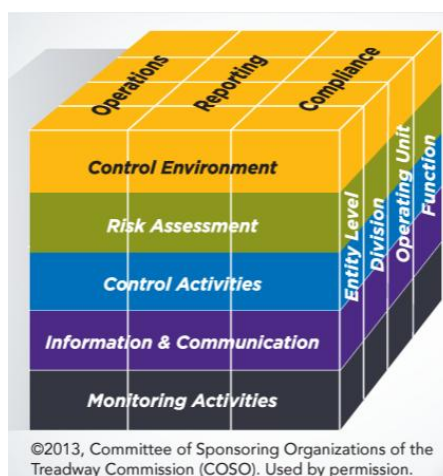 Operations
Reporting
Compliance
Control Environment
Risk Assessment
Control Activities
Information & Communication
Monitoring Activities
Entity Level
Division
Operating Unit
Function
©2013, Committee of Sponsoring Organizations of the
Treadway Commission (COSO). Used by permission.